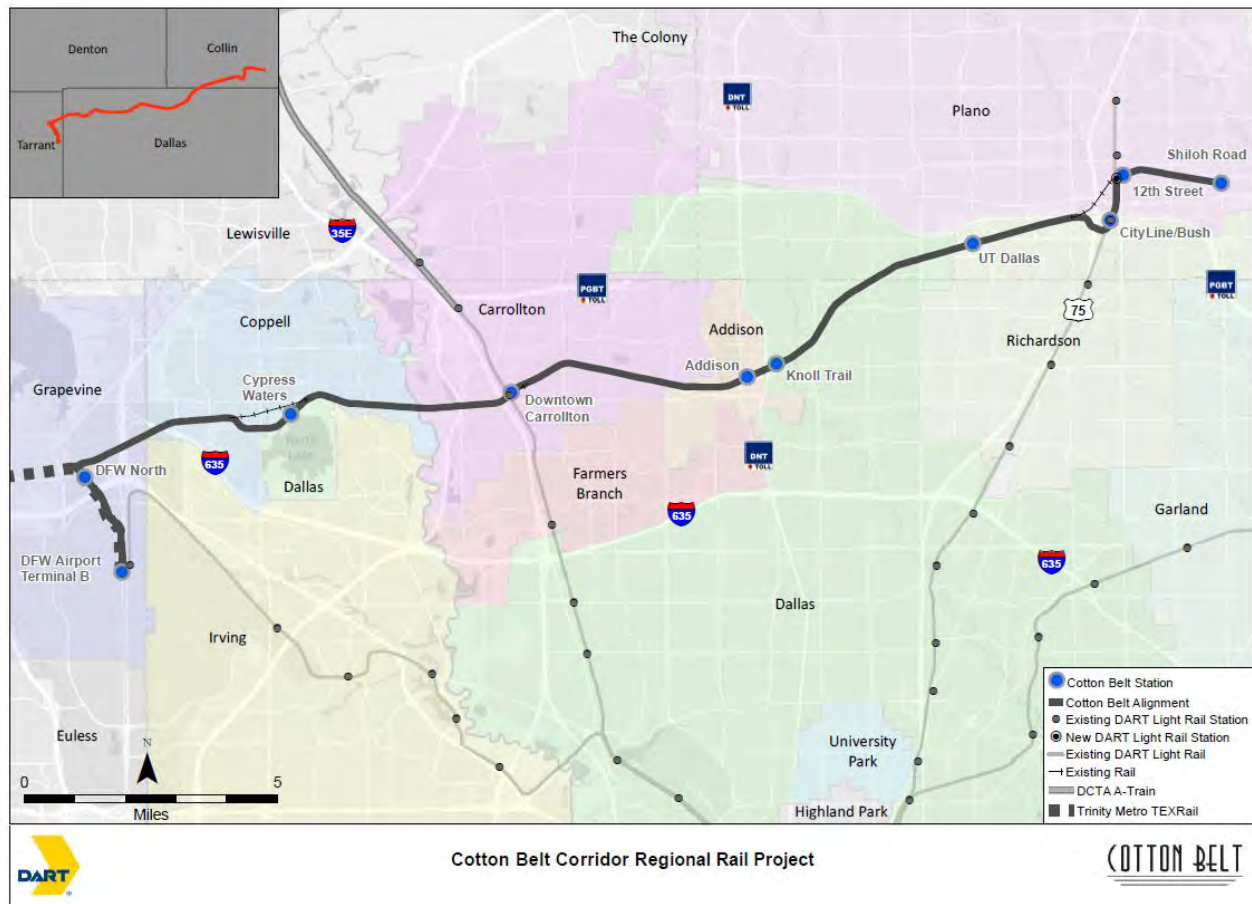 Denton
Collin
Tarrant
Dallas
The Colony
DNT
TOLL
Plano
Shiloh Road
12th Street
CityLine/Bush
UT Dallas
PGBT
TOLL
Lewisville
35E
PGBT
TOLL
Carrollton
75
Richardson
Coppell
Addison
Addison
Knoll Trail
Grapevine
Cypress
Waters
Downtown
Carrollton
DFW North
635
Dallas
DNT
TOLL
Farmers
Branch
635
Garland
DFW Airport
Terminal B
635
Dallas
Irving
Euless
N
0
5
Miles
University
Park
Highland Park
Cotton Belt Station
Cotton Belt Alignment
Existing DART Light Rail Station
New DART Light Rail Station
Existing DART Light Rail
Existing Rail
DCTA A-Train
Trinity Metro TEXRail
DART
Cotton Belt Corridor Regional Rail Project
COTTON BELT